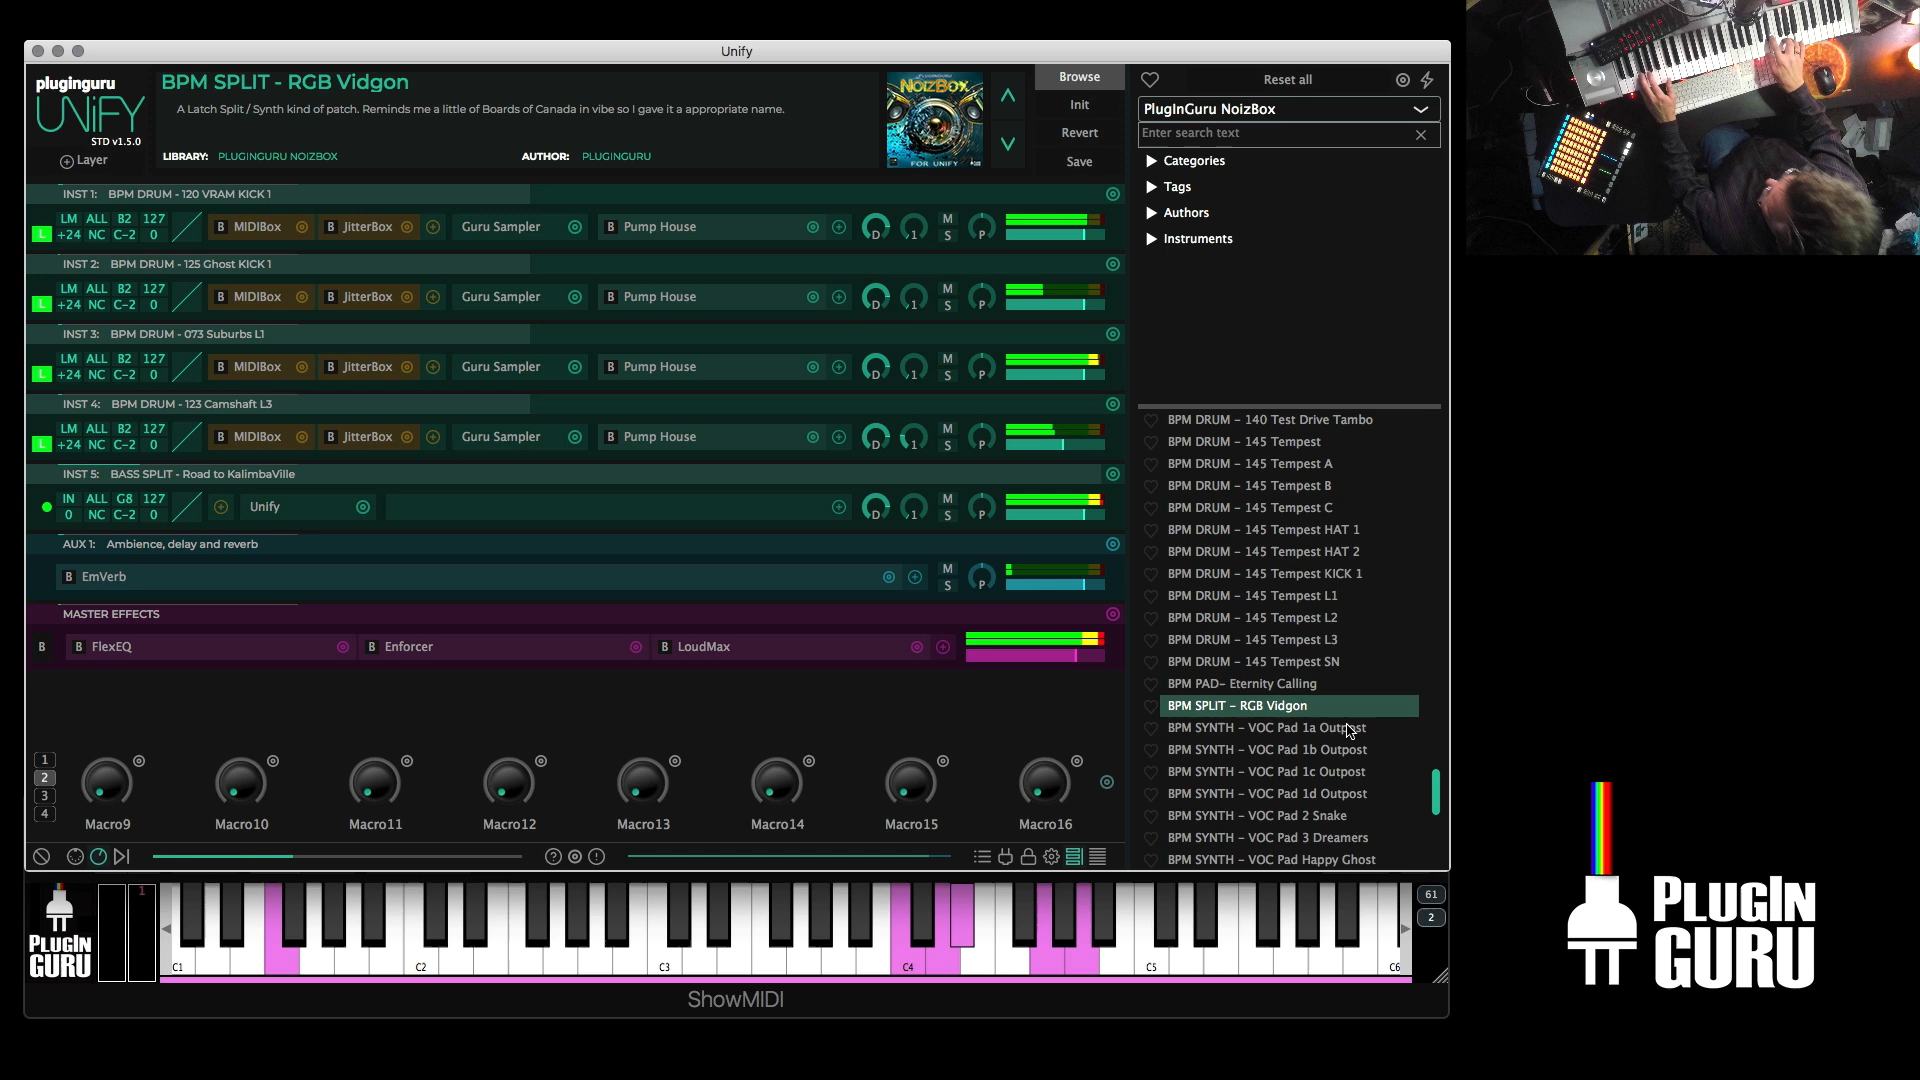 Unify
pluginguru
UNiFY
STD v1.5.0
Layer
BPM SPLIT - RGB Vidgon
A Latch Split / Synth kind of patch. Reminds me a little of Boards of Canada in vibe so I gave it a appropriate name.
LIBRARY: PLUGINGURU NOIZBOX AUTHOR: PLUGINGURU
NOIZBOX
FOR UNIFY
Browse
Init
Revert
Save
Reset all
PlugInGuru NoizBox
Enter search text
Categories
Tags
Authors
Instruments
INST 1: BPM DRUM - 120 VRAM KICK 1
LM ALL B2 127
L +24 NC C-2 0
B MIDIBox B JitterBox Guru Sampler B Pump House D 1 M S P
INST 2: BPM DRUM - 125 Ghost KICK 1
LM ALL B2 127
L +24 NC C-2 0
B MIDIBox B JitterBox Guru Sampler B Pump House D 1 M S P
INST 3: BPM DRUM - 073 Suburbs L1
LM ALL B2 127
L +24 NC C-2 0
B MIDIBox B JitterBox Guru Sampler B Pump House D 1 M S P
INST 4: BPM DRUM - 123 Camshaft L3
LM ALL B2 127
L +24 NC C-2 0
B MIDIBox B JitterBox Guru Sampler B Pump House D 1 M S P
INST 5: BASS SPLIT - Road to KalimbaVille
IN ALL G8 127
0 NC C-2 0
Unify D 1 M S P
AUX 1: Ambience, delay and reverb
B EmVerb M S P
MASTER EFFECTS
B B FlexEQ B Enforcer B LoudMax
1
2
3
4
Macro9 Macro10 Macro11 Macro12 Macro13 Macro14 Macro15 Macro16
BPM DRUM - 140 Test Drive Tambo
BPM DRUM - 145 Tempest
BPM DRUM - 145 Tempest A
BPM DRUM - 145 Tempest B
BPM DRUM - 145 Tempest C
BPM DRUM - 145 Tempest HAT 1
BPM DRUM - 145 Tempest HAT 2
BPM DRUM - 145 Tempest KICK 1
BPM DRUM - 145 Tempest L1
BPM DRUM - 145 Tempest L2
BPM DRUM - 145 Tempest L3
BPM DRUM - 145 Tempest SN
BPM PAD- Eternity Calling
BPM SPLIT - RGB Vidgon
BPM SYNTH - VOC Pad 1a Outpost
BPM SYNTH - VOC Pad 1b Outpost
BPM SYNTH - VOC Pad 1c Outpost
BPM SYNTH - VOC Pad 1d Outpost
BPM SYNTH - VOC Pad 2 Snake
BPM SYNTH - VOC Pad 3 Dreamers
BPM SYNTH - VOC Pad Happy Ghost
PLUGIN
GURU
1
C1 C2 C3 C4 C5 C6
61
2
ShowMIDI
PLUGIN
GURU